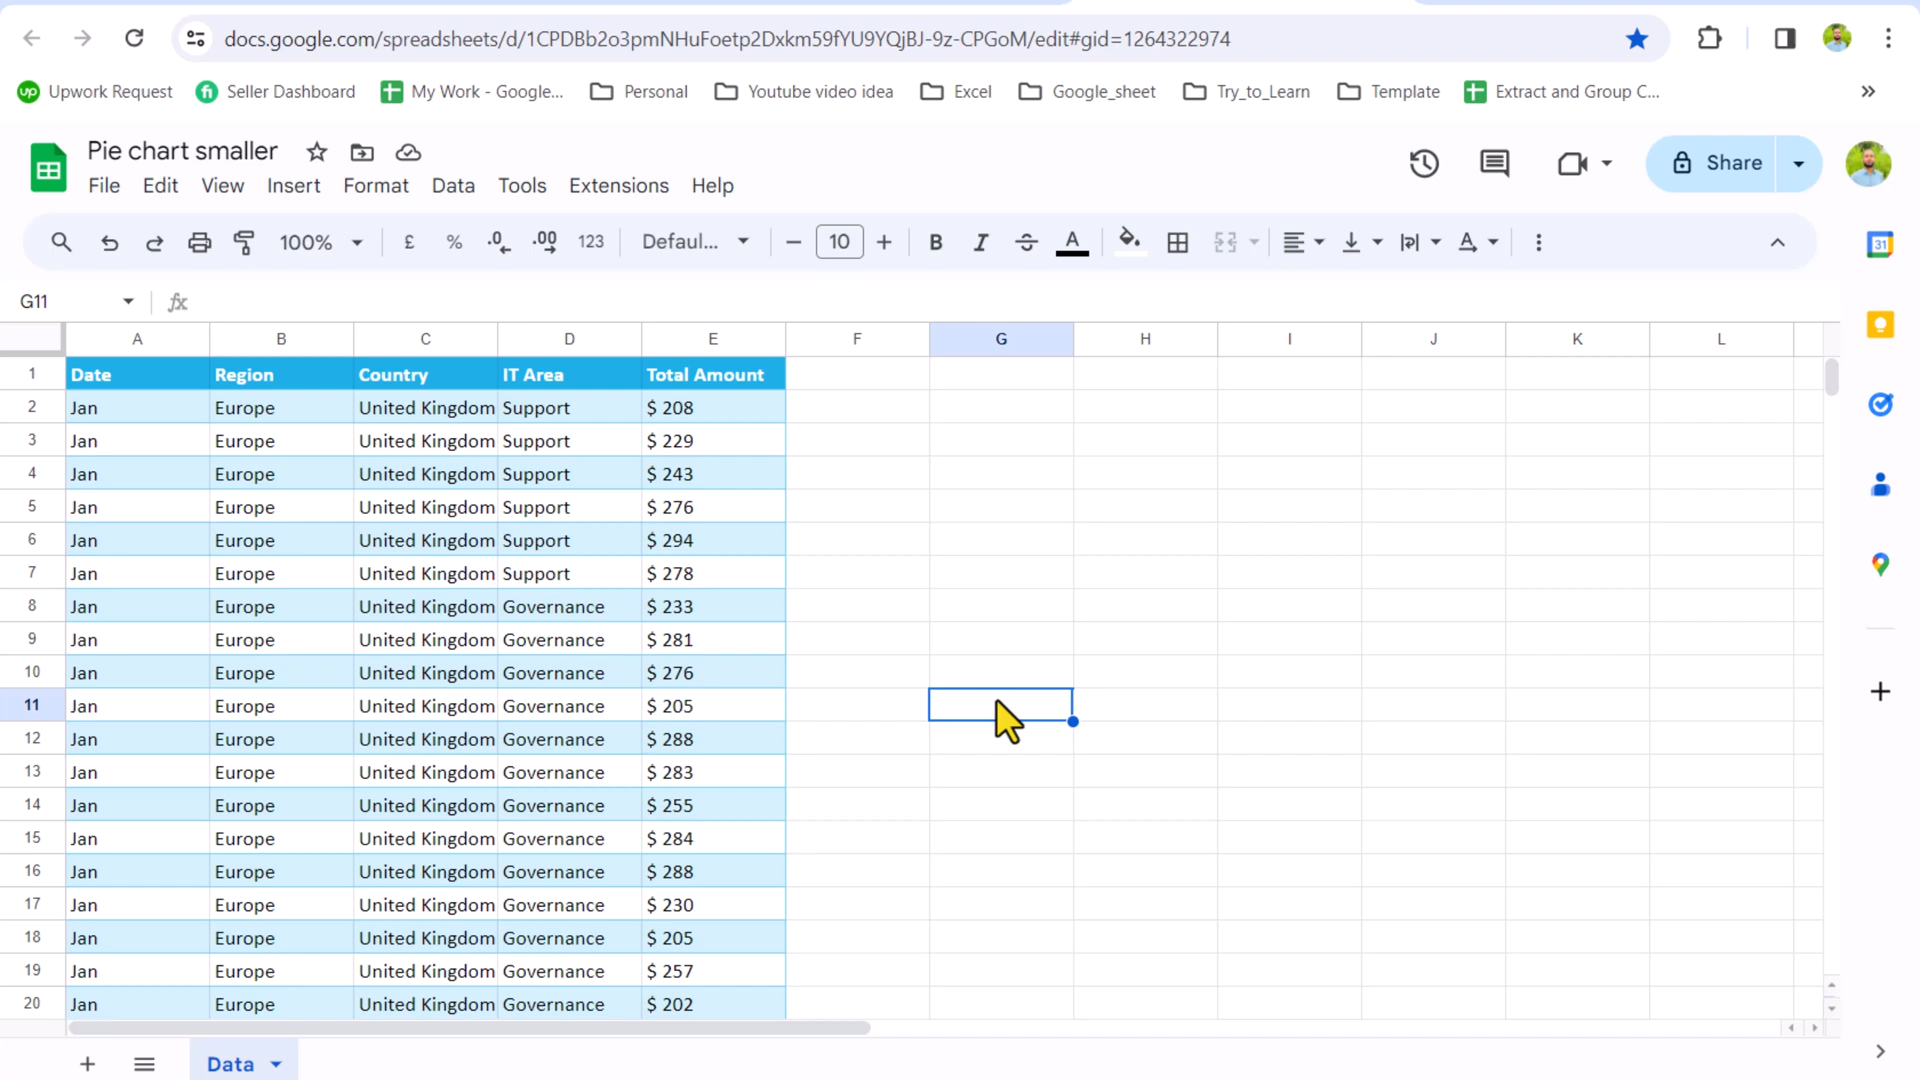 docs.google.com/spreadsheets/d/1CPDBb2o3pmNHuFoetp2Dxkm59fYU9YQjBJ-9z-CPGoM/edit#gid=1264322974
up Upwork Request fi Seller Dashboard My Work - Google... Personal Youtube video idea Excel Google_sheet Try_to_Learn Template Extract and Group C...
Pie chart smaller
Share
File Edit View Insert Format Data Tools Extensions Help
100% £ % .0 .00 123 Defaul... 10 B I S A A 31
G11 fx
A B C D E F G H I J K L
1 Date Region Country IT Area Total Amount
2 Jan Europe United Kingdom Support $ 208
3 Jan Europe United Kingdom Support $ 229
4 Jan Europe United Kingdom Support $ 243
5 Jan Europe United Kingdom Support $ 276
6 Jan Europe United Kingdom Support $ 294
7 Jan Europe United Kingdom Support $ 278
8 Jan Europe United Kingdom Governance $ 233
9 Jan Europe United Kingdom Governance $ 281
10 Jan Europe United Kingdom Governance $ 276
11 Jan Europe United Kingdom Governance $ 205
12 Jan Europe United Kingdom Governance $ 288
13 Jan Europe United Kingdom Governance $ 283
14 Jan Europe United Kingdom Governance $ 255
15 Jan Europe United Kingdom Governance $ 284
16 Jan Europe United Kingdom Governance $ 288
17 Jan Europe United Kingdom Governance $ 230
18 Jan Europe United Kingdom Governance $ 205
19 Jan Europe United Kingdom Governance $ 257
20 Jan Europe United Kingdom Governance $ 202
Data